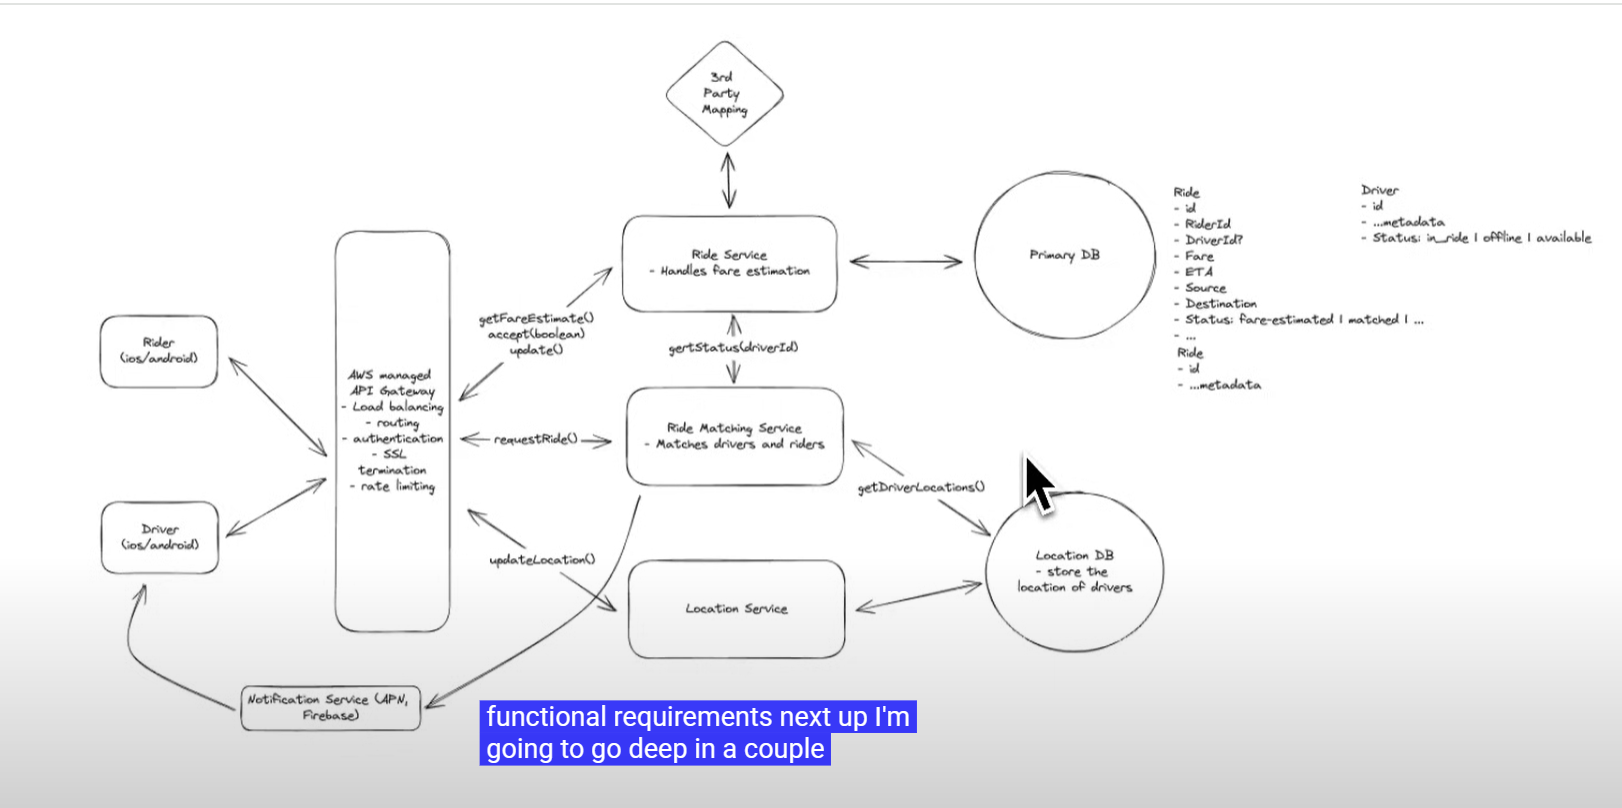 3rd
Party
Mapping
Ride Service
- Handles fare estimation
Primary DB
Ride
- id
- RiderId
- DriverId?
- Fare
- ETA
- Source
- Destination
- Status: fare-estimated | matched | ...
- ...
Ride
- id
- ...metadata
Driver
- id
- ...metadata
- Status: in_ride | offline | available
getFareEstimate()
accept(boolean)
update()
gertStatus(driverId)
Rider
(ios/android)
AWS managed
API Gateway
- Load balancing
- routing
- authentication
- SSL
termination
- rate limiting
requestRide()
Ride Matching Service
- Matches drivers and riders
getDriverLocations()
Driver
(ios/android)
updateLocation()
Location Service
Location DB
- store the
location of drivers
Notification Service (APN,
Firebase)
functional requirements next up I'm
going to go deep in a couple